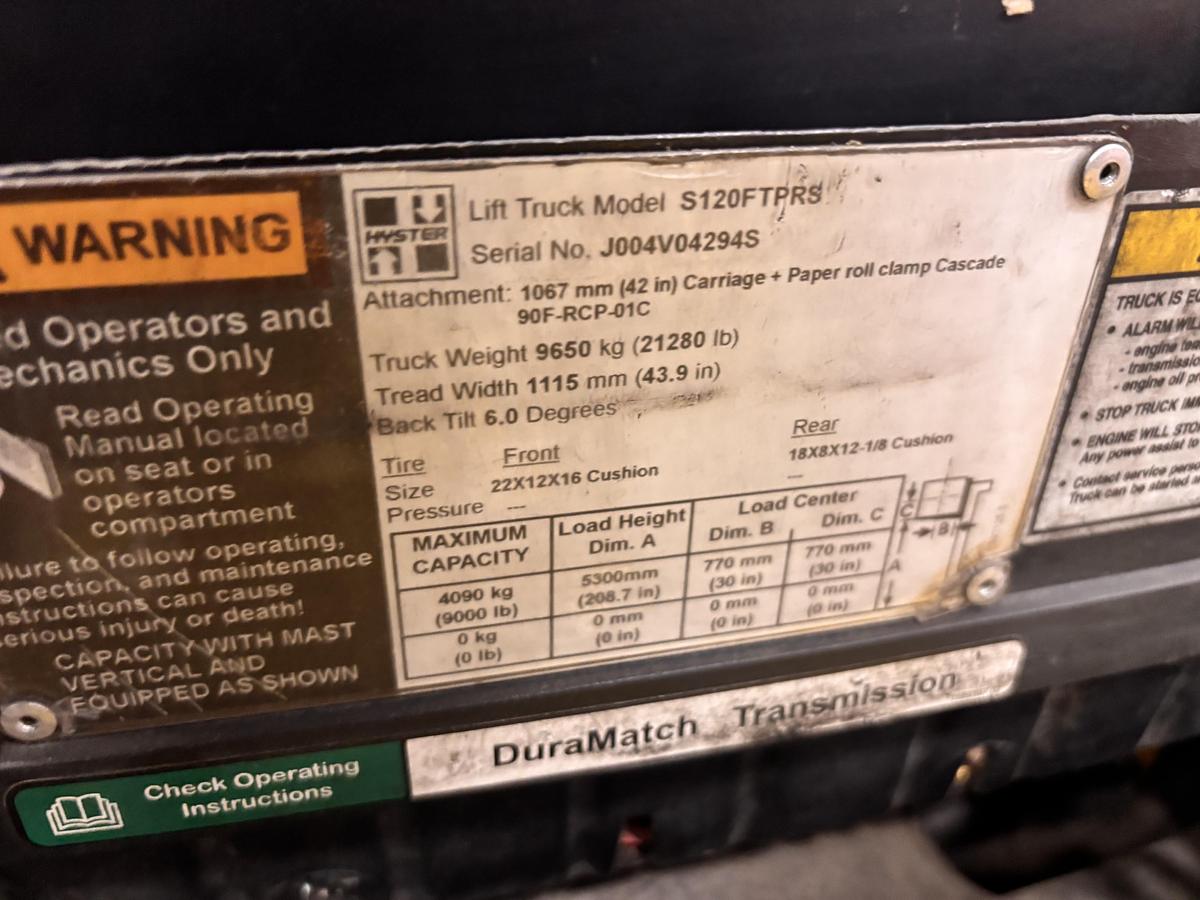 WARNING
d Operators and
echanics Only
Read Operating
Manual located
on seat or in
operators
compartment
ilure to follow operating,
spection, and maintenance
structions can cause
serious injury or death!
CAPACITY WITH MAST
VERTICAL AND
EQUIPPED AS SHOWN
HYSTER
Lift Truck Model S120FTPRS
Serial No. J004V04294S
Attachment: 1067 mm (42 in) Carriage + Paper roll clamp Cascade
90F-RCP-01C
Truck Weight 9650 kg (21280 lb)
Tread Width 1115 mm (43.9 in)
Back Tilt 6.0 Degrees
Tire Front Rear
Size 22X12X16 Cushion 18X8X12-1/8 Cushion
Pressure --- ---
MAXIMUM CAPACITY Load Height Dim. A Load Center Dim. B Dim. C
4090 kg 5300mm 770 mm 770 mm
(9000 lb) (208.7 in) (30 in) (30 in)
0 kg 0 mm 0 mm 0 mm
(0 lb) (0 in) (0 in) (0 in)
C
B
A
TRUCK IS EQ
• ALARM WILL
- engine tem
- transmissio
- engine oil pr
• STOP TRUCK IMM
• ENGINE WILL STO
Any power assist to
• Contact service perso
Truck can be started a
Check Operating
Instructions
DuraMatch Transmission